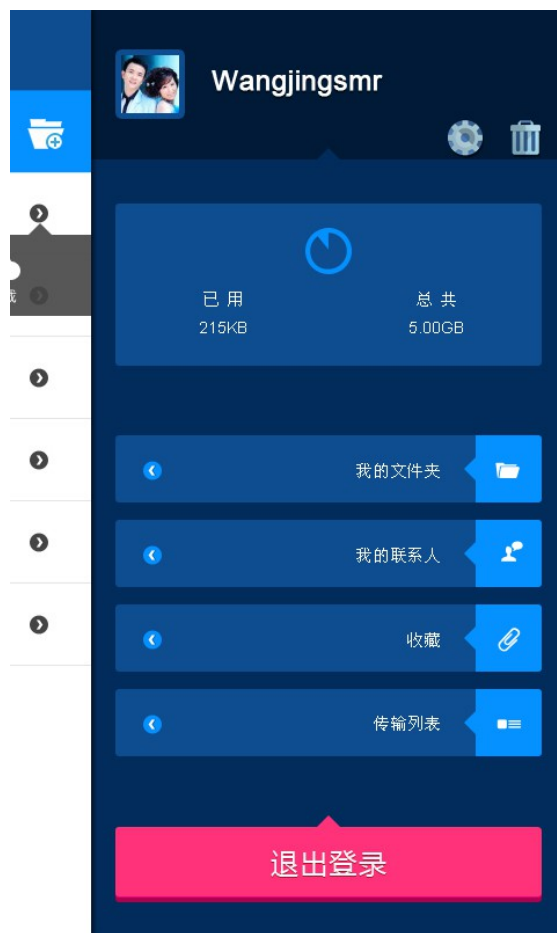 Wangjingsmr
已用 总共
215KB 5.00GB
我的文件夹
我的联系人
收藏
传输列表
退出登录